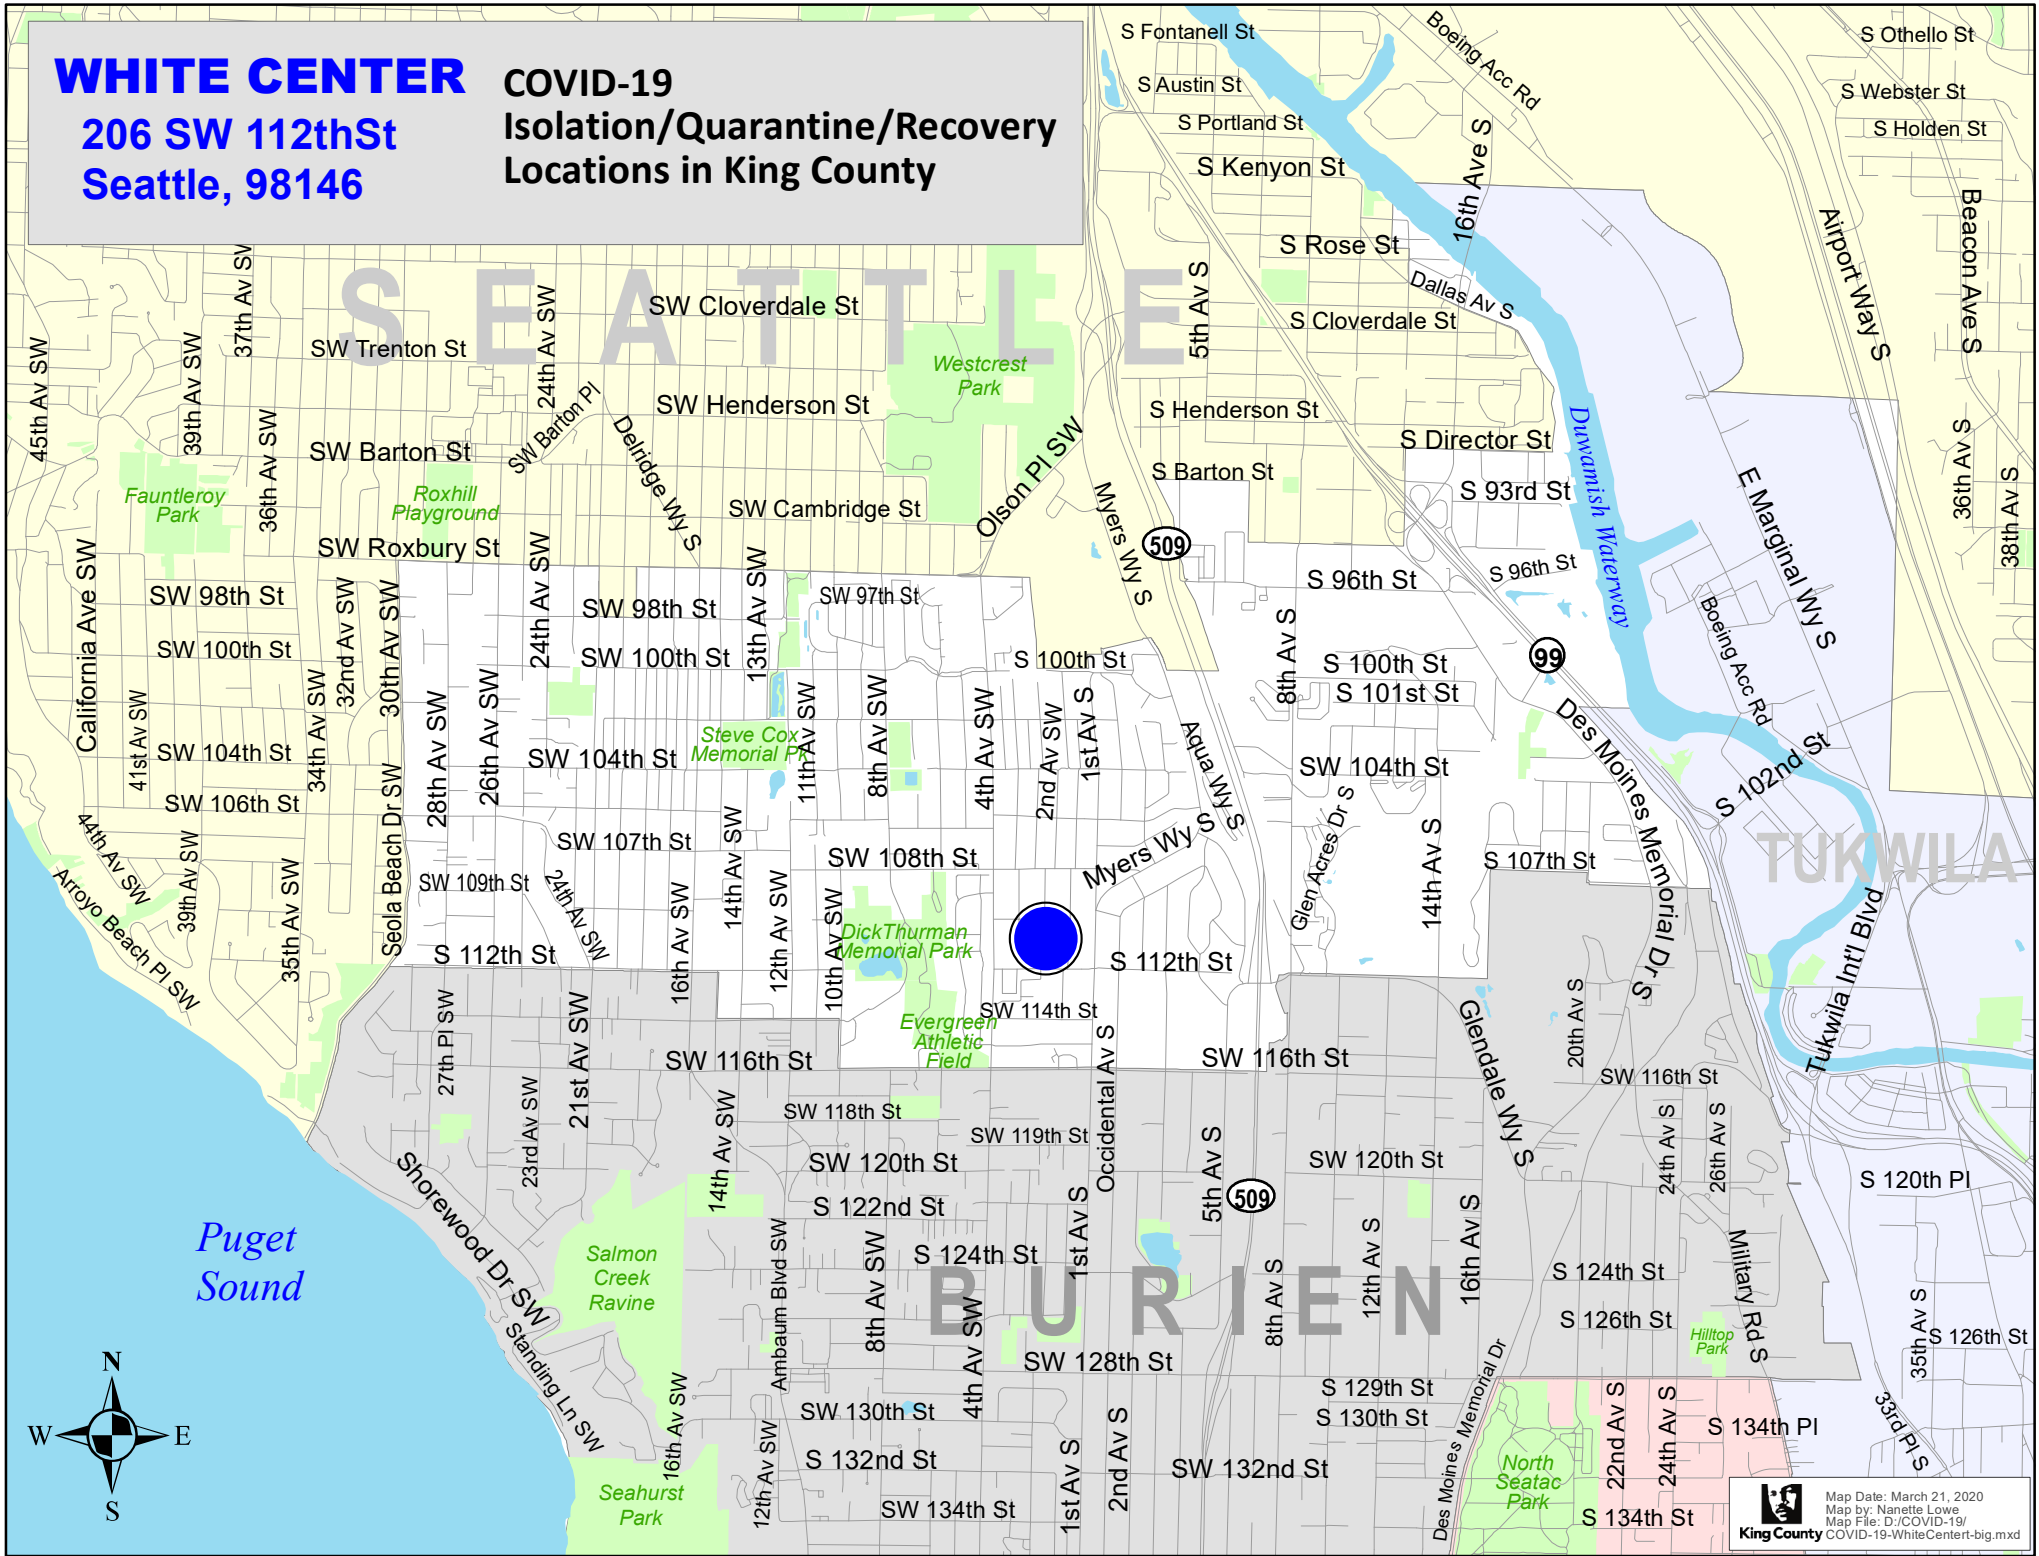 WHITE CENTER
206 SW 112thSt
Seattle, 98146
COVID-19
Isolation/Quarantine/Recovery
Locations in King County
S Fontanell St
Boeing Acc Rd
S Othello St
S Austin St
S Webster St
S Portland St
S Holden St
S Kenyon St
16th Ave S
Beacon Ave S
Airport Way S
S Rose St
37th Av SW
SEATTLE
5th Av S
Dallas Av S
24th Av SW
SW Cloverdale St
S Cloverdale St
45th Av SW
39th Av SW
SW Trenton St
Westcrest
Park
SW Barton Pl
SW Henderson St
S Henderson St
36th Av SW
Delridge Wy S
Olson Pl SW
S Director St
Duwamish Waterway
36th Av S
38th Av S
SW Barton St
S Barton St
Fauntleroy
Park
Roxhill
Playground
SW Cambridge St
Myers Wy S
S 93rd St
E Marginal Wy S
SW Roxbury St
509
California Ave SW
24th Av SW
13th Av SW
S 96th St
S 96th St
SW 98th St
32nd Av SW
30th Av SW
SW 98th St
SW 97th St
8th Av S
Boeing Acc Rd
SW 100th St
SW 100th St
S 100th St
S 100th St
99
S 101st St
41st Av SW
34th Av SW
28th Av SW
26th Av SW
11th Av SW
8th Av SW
4th Av SW
2nd Av SW
1st Av S
Aqua Wy S
Des Moines Memorial Dr S
Steve Cox
Memorial Pk
SW 104th St
SW 104th St
SW 104th St
S 102nd St
SW 106th St
Seola Beach Dr SW
44th Av SW
39th Av SW
SW 107th St
14th Av SW
Myers Wy S
Glen Acres Dr S
14th Av S
TUKWILA
SW 108th St
S 107th St
Arroyo Beach Pl SW
35th Av SW
SW 109th St
24th Av SW
16th Av SW
12th Av SW
10th Av SW
DickThurman
Memorial Park
Tukwila Int'l Blvd
S 112th St
S 112th St
27th Pl SW
21st Av SW
SW 114th St
Evergreen
Athletic
Field
Occidental Av S
Glendale Wy S
20th Av S
SW 116th St
SW 116th St
SW 116th St
23rd Av SW
14th Av SW
SW 118th St
24th Av S
26th Av S
SW 119th St
5th Av S
Shorewood Dr SW
SW 120th St
SW 120th St
S 120th Pl
509
S 122nd St
1st Av S
16th Av S
Puget
Sound
Salmon
Creek
Ravine
Ambaum Blvd SW
8th Av SW
S 124th St
8th Av S
12th Av S
S 124th St
Military Rd S
BURIEN
4th Av SW
S 126th St
Hilltop
Park
35th Av S
S 126th St
Standing Ln SW
SW 128th St
Des Moines Memorial Dr
N
W E
S
16th Av SW
S 129th St
22nd Av S
24th Av S
33rd Pl S
SW 130th St
S 130th St
S 134th Pl
12th Av SW
1st Av S
2nd Av S
S 132nd St
SW 132nd St
North
Seatac
Park
Seahurst
Park
SW 134th St
S 134th St
King County
Map Date: March 21, 2020
Map by: Nanette Lowe
Map File: D:/COVID-19/
COVID-19-WhiteCentert-big.mxd